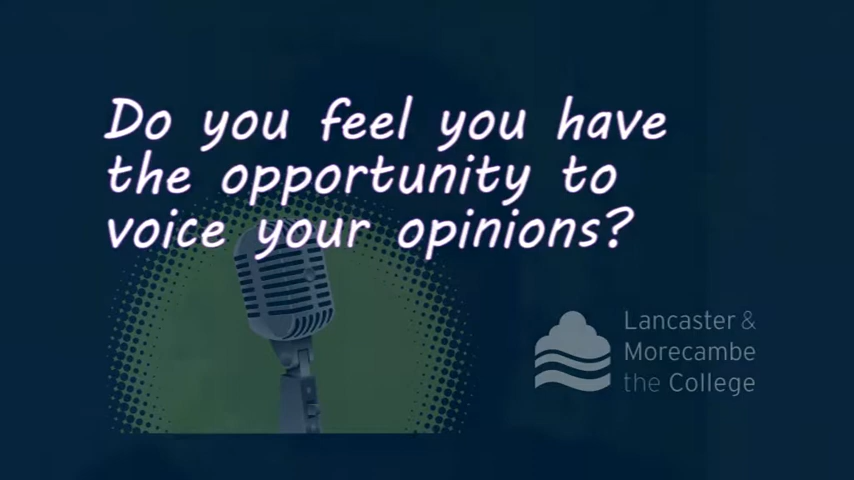 Do you feel you have
the opportunity to
voice your opinions?
Lancaster &
Morecambe
the College